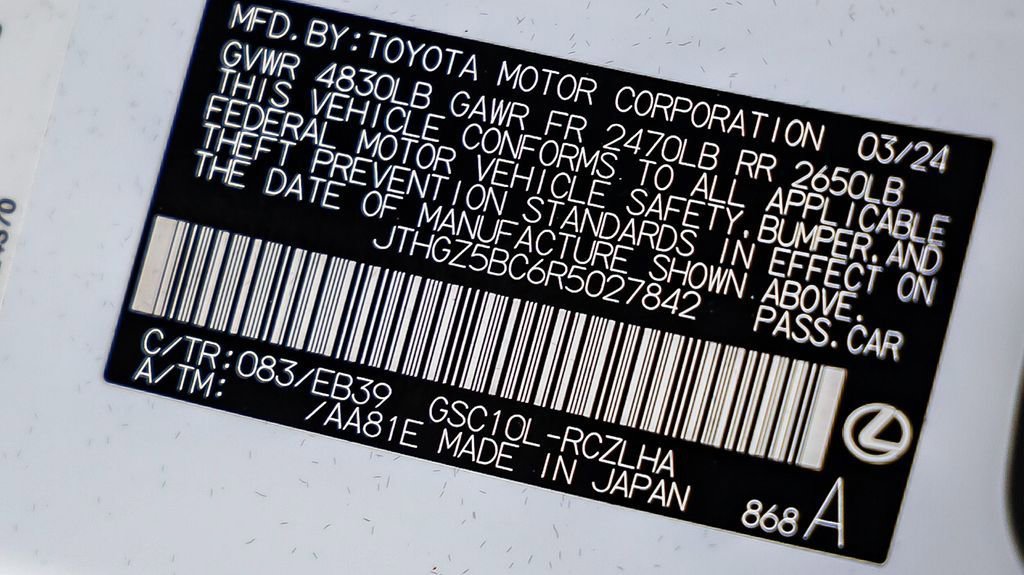 MFD.BY:TOYOTA MOTOR CORPORATION 03/24
GVWR 4830LB GAWR FR 2470LB RR 2650LB
THIS VEHICLE CONFORMS TO ALL APPLICABLE
FEDERAL MOTOR VEHICLE SAFETY,BUMPER,AND
THEFT PREVENTION STANDARDS IN EFFECT ON
THE DATE OF MANUFACTURE SHOWN ABOVE.
JTHGZ5BC6R5027842 PASS.CAR
C/TR:083/EB39 GSC10L-RCZLHA
A/TM: /AA81E MADE IN JAPAN
868 A